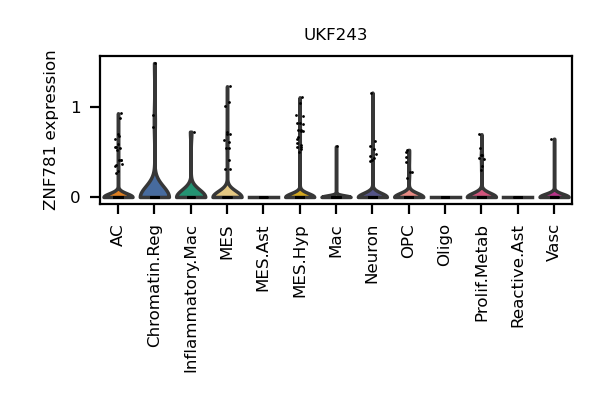 UKF243
ZNF781 expression
1
0
AC
Chromatin.Reg
Inflammatory.Mac
MES
MES.Ast
MES.Hyp
Mac
Neuron
OPC
Oligo
Prolif.Metab
Reactive.Ast
Vasc